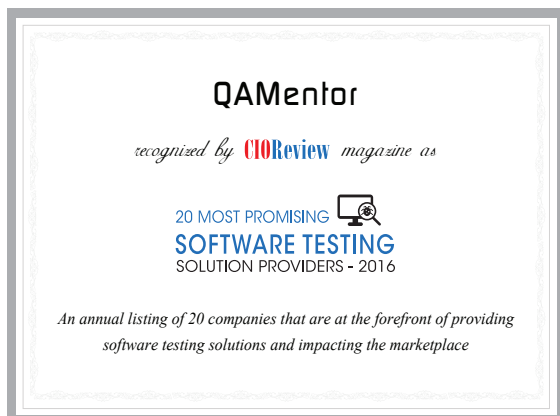 QAMentor
recognized by CIOReview magazine as
20 MOST PROMISING
SOFTWARE TESTING
SOLUTION PROVIDERS - 2016
An annual listing of 20 companies that are at the forefront of providing
software testing solutions and impacting the marketplace